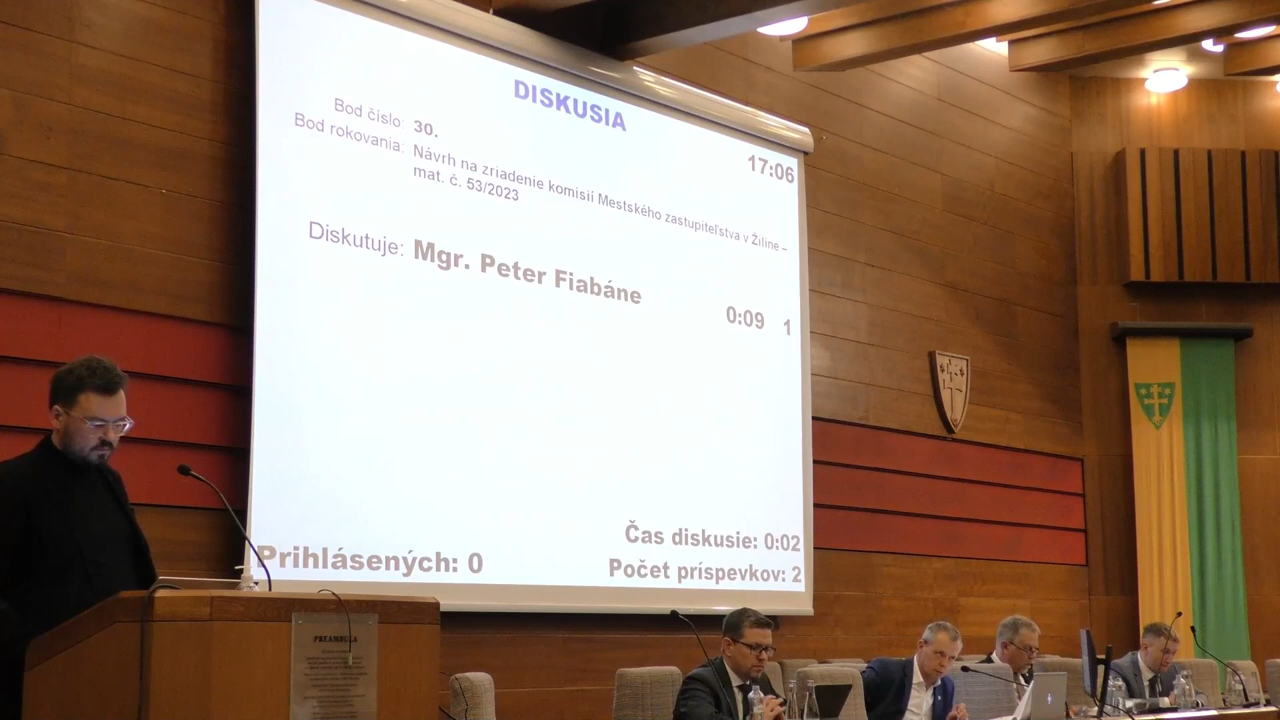 DISKUSIA
17:06
Bod číslo: 30.
Bod rokovania: Návrh na zriadenie komisií Mestského zastupiteľstva v Žiline –
mat. č. 53/2023
Diskutuje: Mgr. Peter Fiabáne
0:09 1
Čas diskusie: 0:02
Prihlásených: 0
Počet príspevkov: 2
PREAMBULA